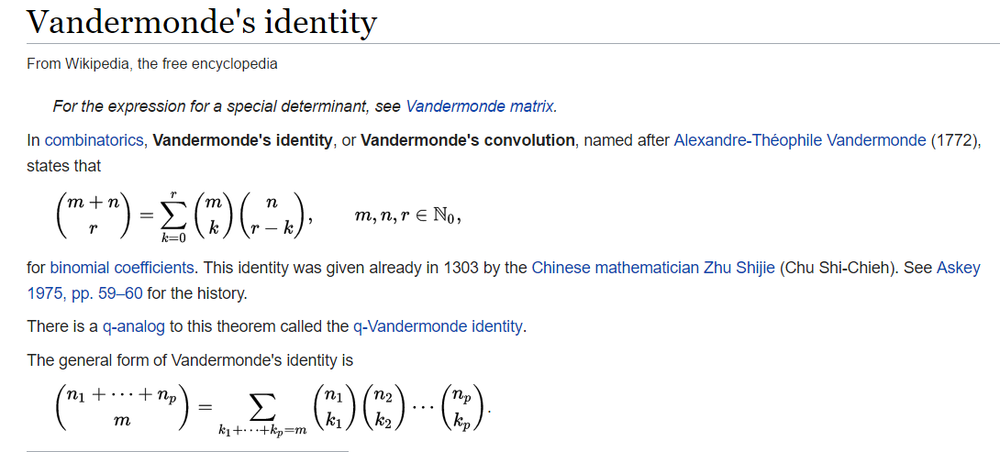 Vandermonde's identity
From Wikipedia, the free encyclopedia
For the expression for a special determinant, see Vandermonde matrix.
In combinatorics, Vandermonde's identity, or Vandermonde's convolution, named after Alexandre-Théophile Vandermonde (1772),
states that
$\binom{m+n}{r} = \sum_{k=0}^{r} \binom{m}{k} \binom{n}{r-k}, \qquad m, n, r \in \mathbb{N}_0,$
for binomial coefficients. This identity was given already in 1303 by the Chinese mathematician Zhu Shijie (Chu Shi-Chieh). See Askey
1975, pp. 59–60 for the history.
There is a q-analog to this theorem called the q-Vandermonde identity.
The general form of Vandermonde's identity is
$\binom{n_1 + \cdots + n_p}{m} = \sum_{k_1 + \cdots + k_p = m} \binom{n_1}{k_1} \binom{n_2}{k_2} \cdots \binom{n_p}{k_p}.$